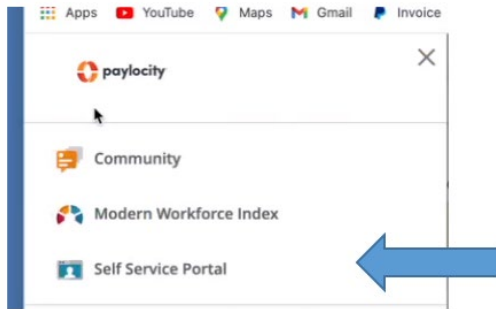 Apps YouTube Maps Gmail Invoice
paylocity
Community
Modern Workforce Index
Self Service Portal